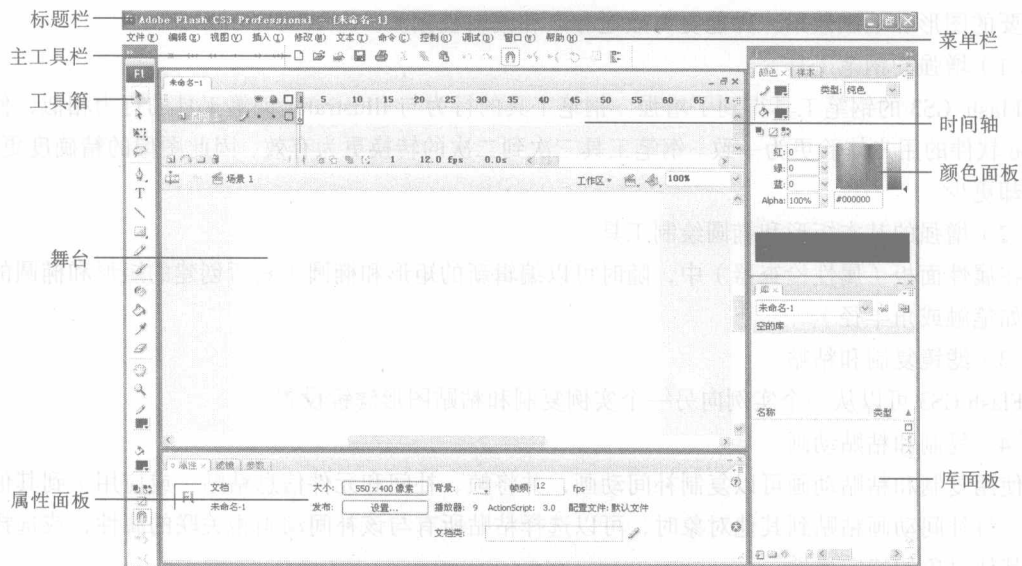 标题栏
Adobe Flash CS3 Professional - [未命名-1]
文件(F) 编辑(E) 视图(V) 插入(I) 修改(M) 文本(T) 命令(C) 控制(O) 调试(D) 窗口(W) 帮助(H)
菜单栏
主工具栏
工具箱
Fl
未命名-1
5 10 15 20 25 30 35 40 45 50 55 60 65
1 12.0 fps 0.0s
场景 1
工作区
100%
颜色 × 样本
类型: 纯色
红: 0
绿: 0
蓝: 0
Alpha: 100% #000000
时间轴
颜色面板
舞台
库 ×
未命名-1
空的库
名称 类型
库面板
属性面板
属性 × 滤镜 参数
Fl
文档
未命名-1
大小: 550 × 400 像素 背景: 帧频: 12 fps
发布: 设置... 播放器: 9 ActionScript: 3.0 配置文件: 默认文件
文档类: